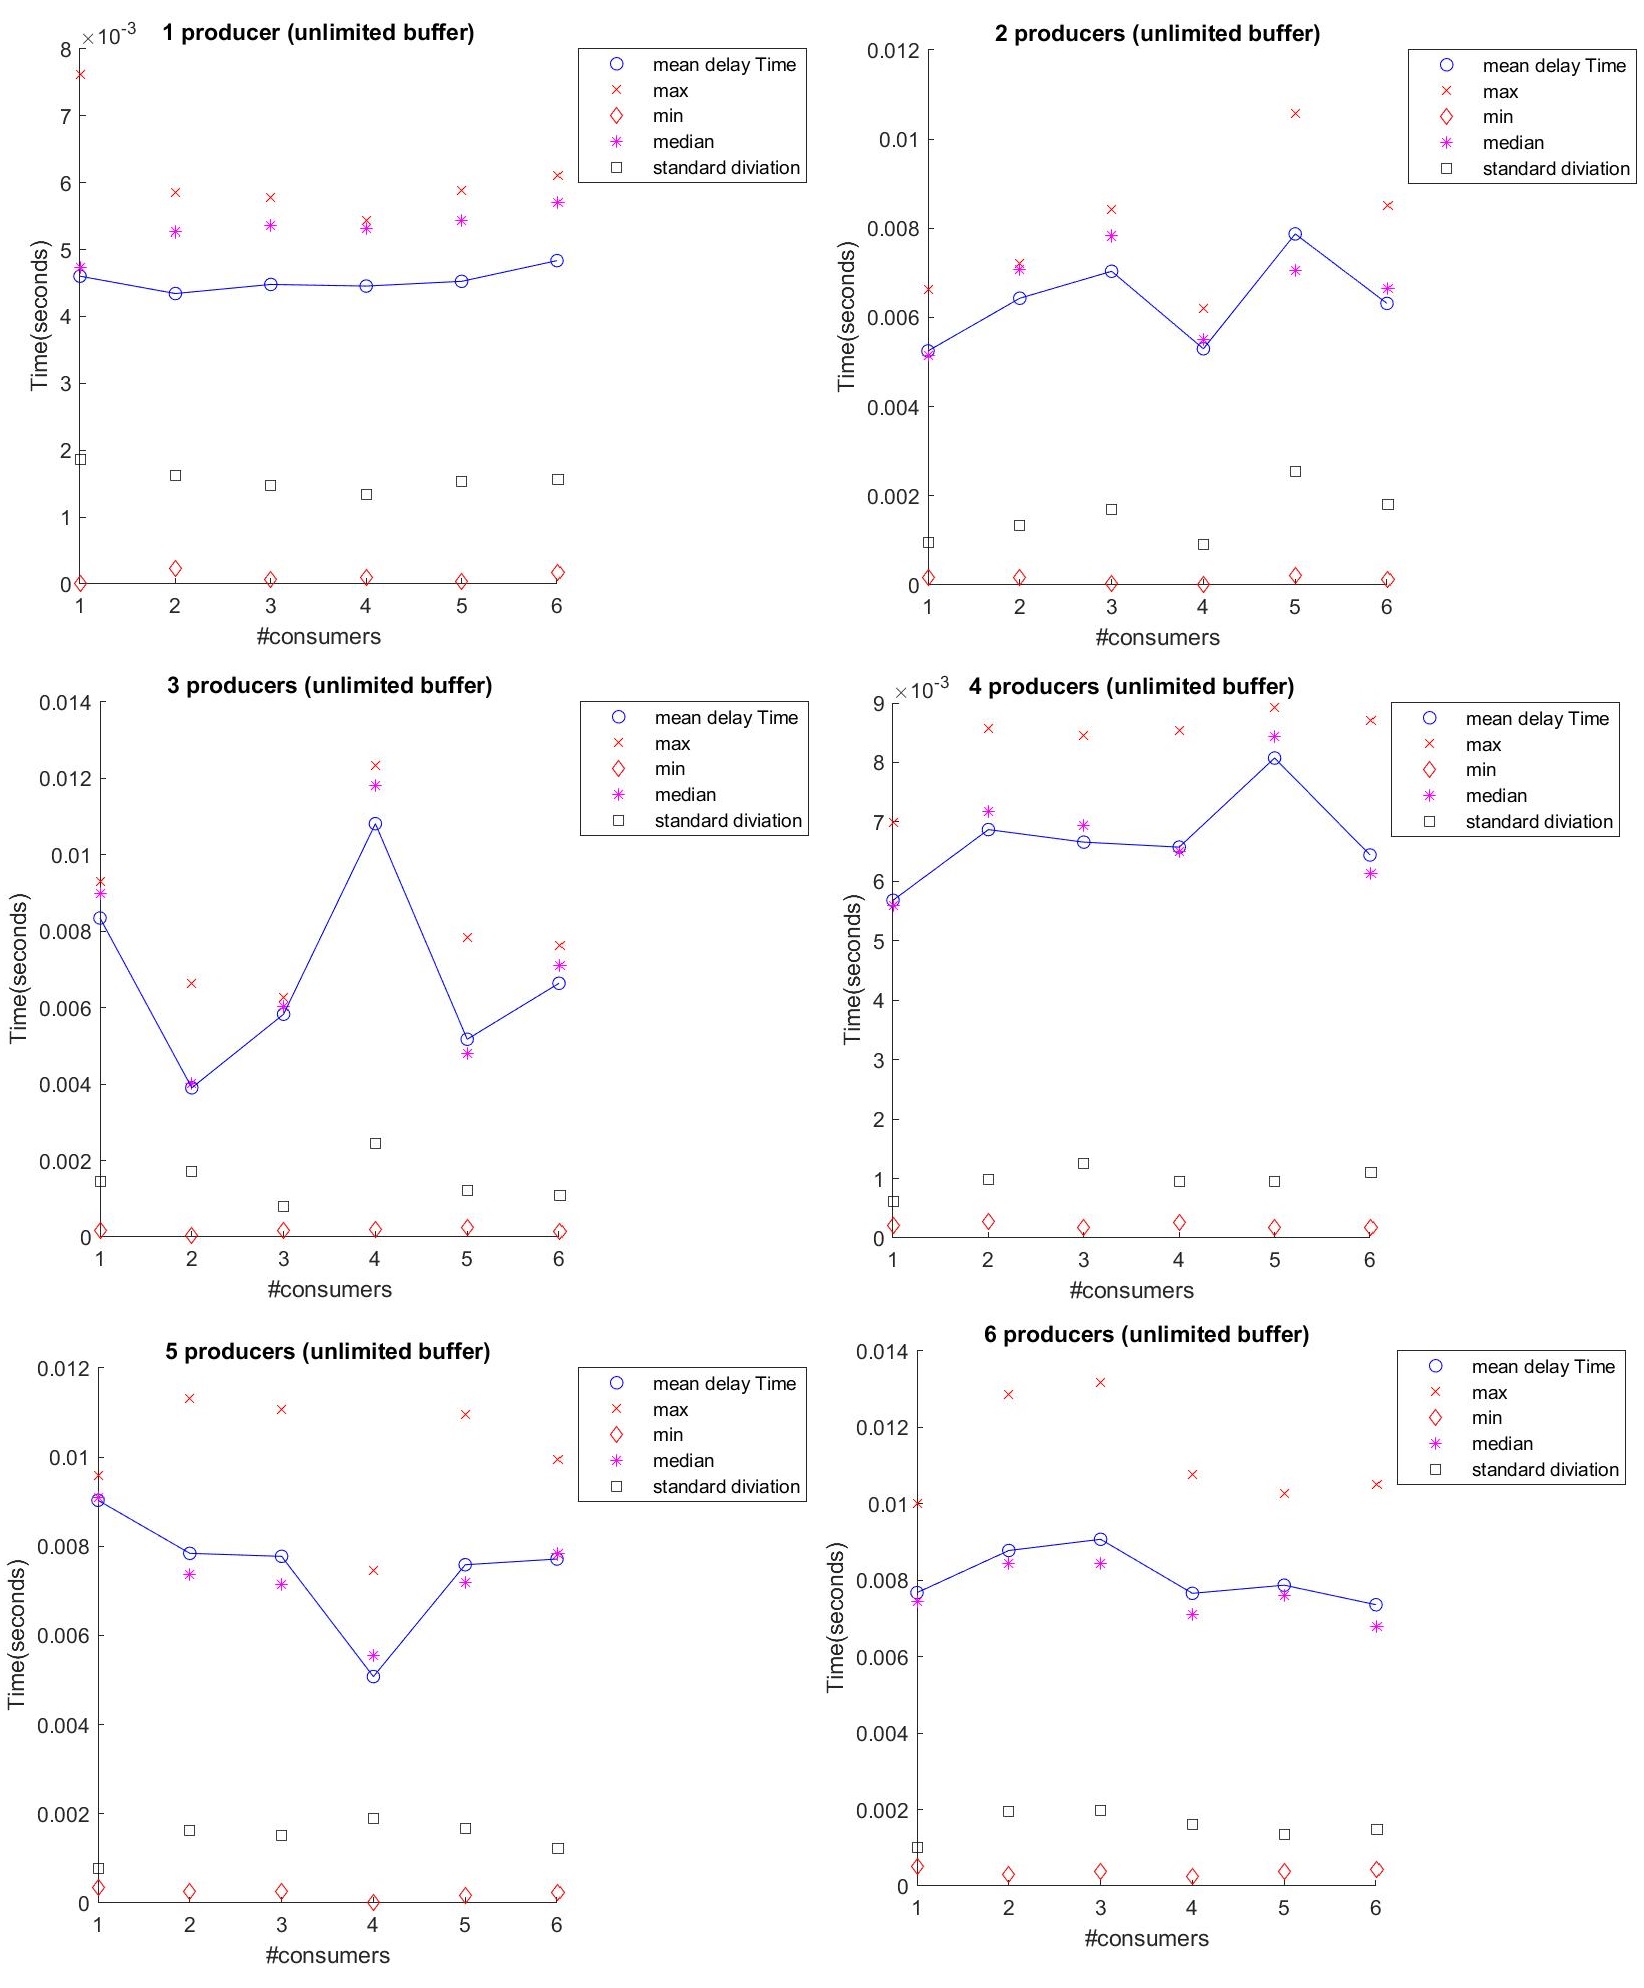 1 producer (unlimited buffer)
×10-3
8
7
6
5
4
3
2
1
0
1 2 3 4 5 6
Time(seconds)
#consumers
mean delay Time
max
min
median
standard diviation
2 producers (unlimited buffer)
0.012
0.01
0.008
0.006
0.004
0.002
0
1 2 3 4 5 6
Time(seconds)
#consumers
mean delay Time
max
min
median
standard diviation
3 producers (unlimited buffer)
0.014
0.012
0.01
0.008
0.006
0.004
0.002
0
1 2 3 4 5 6
Time(seconds)
#consumers
mean delay Time
max
min
median
standard diviation
4 producers (unlimited buffer)
×10-3
9
8
7
6
5
4
3
2
1
0
1 2 3 4 5 6
Time(seconds)
#consumers
mean delay Time
max
min
median
standard diviation
5 producers (unlimited buffer)
0.012
0.01
0.008
0.006
0.004
0.002
0
1 2 3 4 5 6
Time(seconds)
#consumers
mean delay Time
max
min
median
standard diviation
6 producers (unlimited buffer)
0.014
0.012
0.01
0.008
0.006
0.004
0.002
0
1 2 3 4 5 6
Time(seconds)
#consumers
mean delay Time
max
min
median
standard diviation